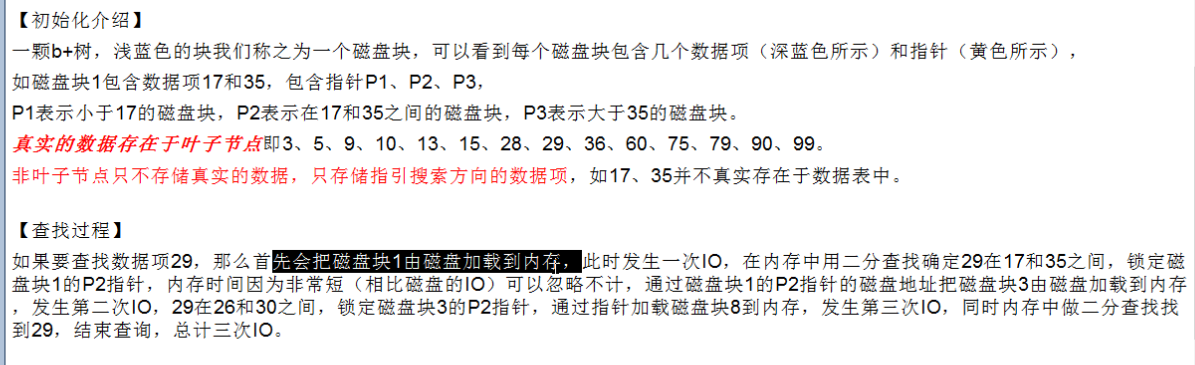 【初始化介绍】
一颗b+树，浅蓝色的块我们称之为一个磁盘块，可以看到每个磁盘块包含几个数据项（深蓝色所示）和指针（黄色所示），
如磁盘块1包含数据项17和35，包含指针P1、P2、P3，
P1表示小于17的磁盘块，P2表示在17和35之间的磁盘块，P3表示大于35的磁盘块。
真实的数据存在于叶子节点即3、5、9、10、13、15、28、29、36、60、75、79、90、99。
非叶子节点只不存储真实的数据，只存储指引搜索方向的数据项，如17、35并不真实存在于数据表中。
【查找过程】
如果要查找数据项29，那么首先会把磁盘块1由磁盘加载到内存，此时发生一次IO，在内存中用二分查找确定29在17和35之间，锁定磁
盘块1的P2指针，内存时间因为非常短（相比磁盘的IO）可以忽略不计，通过磁盘块1的P2指针的磁盘地址把磁盘块3由磁盘加载到内存
，发生第二次IO，29在26和30之间，锁定磁盘块3的P2指针，通过指针加载磁盘块8到内存，发生第三次IO，同时内存中做二分查找找
到29，结束查询，总计三次IO。